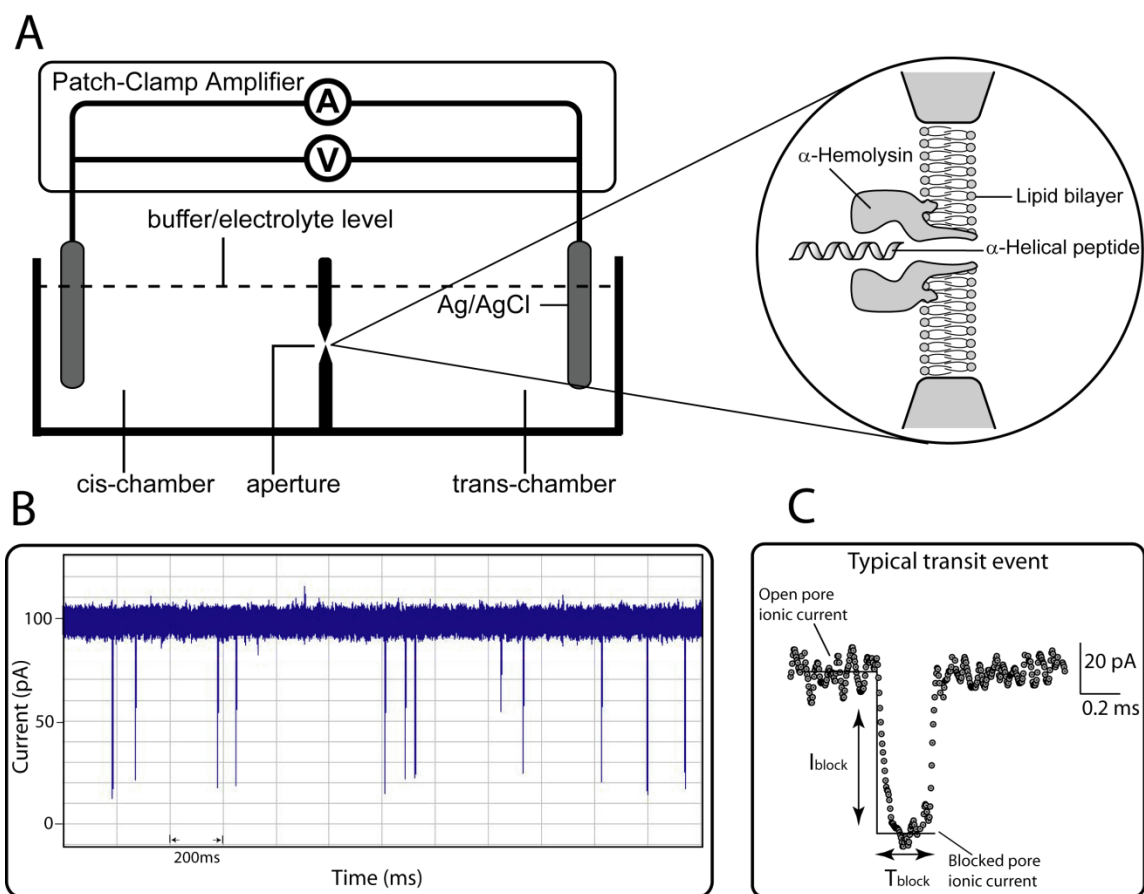 A
Patch-Clamp Amplifier
A
V
buffer/electrolyte level
Ag/AgCl
cis-chamber
aperture
trans-chamber
α-Hemolysin
Lipid bilayer
α-Helical peptide
B
Current (pA)
100
50
0
200ms
Time (ms)
C
Typical transit event
Open pore
ionic current
20 pA
0.2 ms
Iblock
Tblock
Blocked pore
ionic current